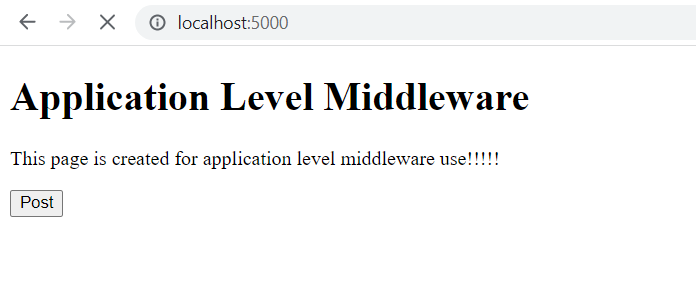 localhost:5000
Application Level Middleware
This page is created for application level middleware use!!!!!
Post